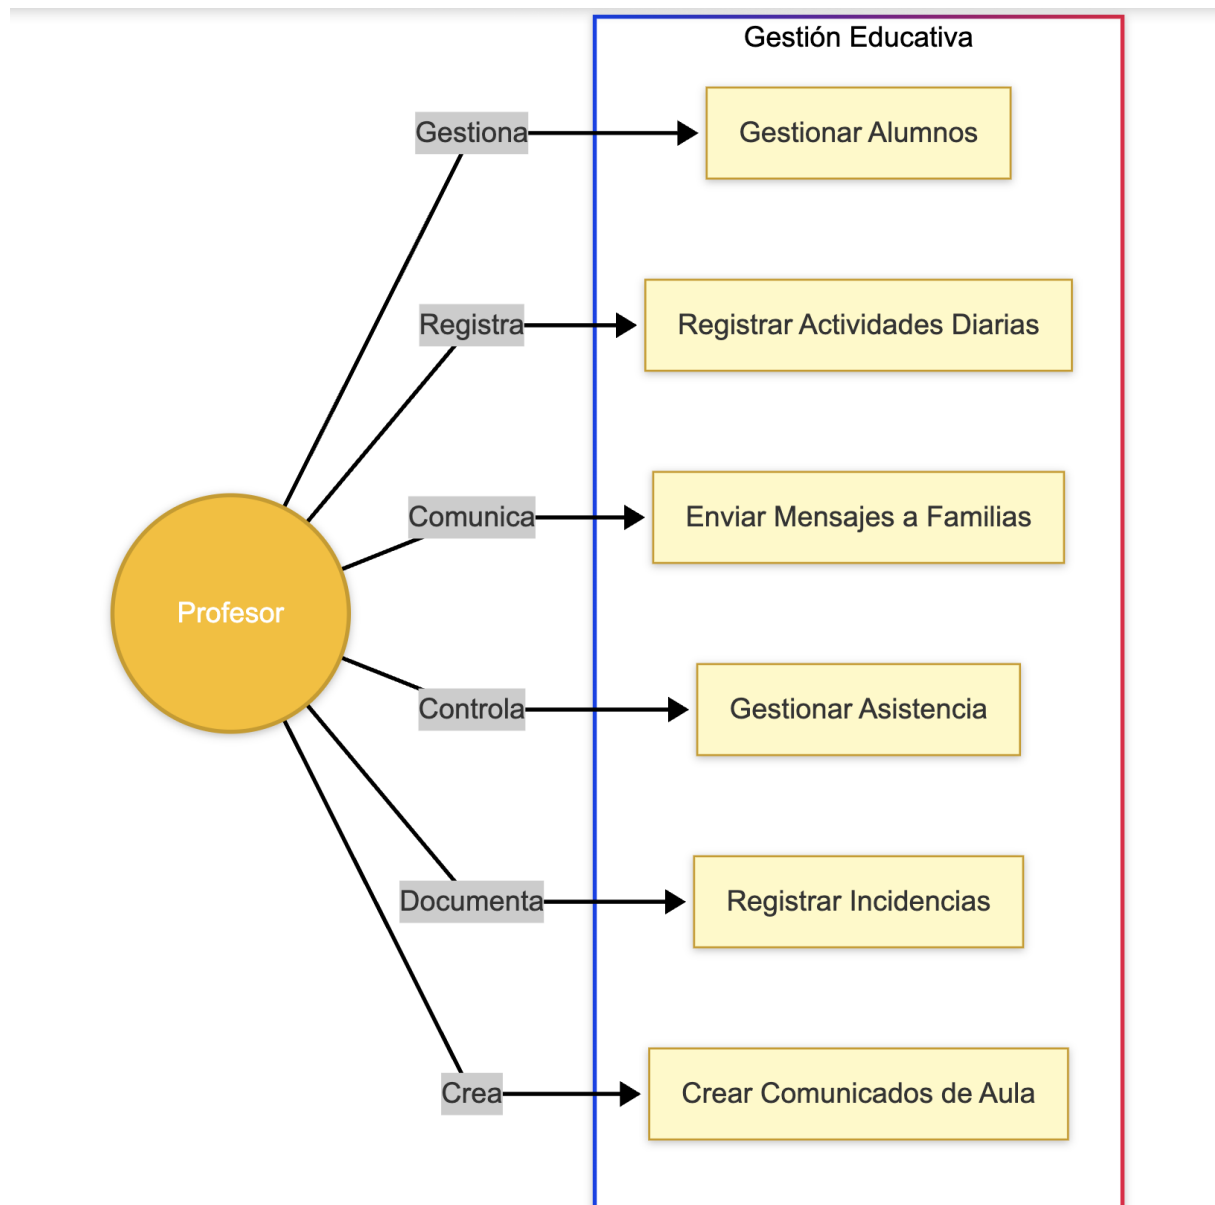 Gestión Educativa
Gestiona
Gestionar Alumnos
Registra
Registrar Actividades Diarias
Comunica
Enviar Mensajes a Familias
Profesor
Controla
Gestionar Asistencia
Documenta
Registrar Incidencias
Crea
Crear Comunicados de Aula